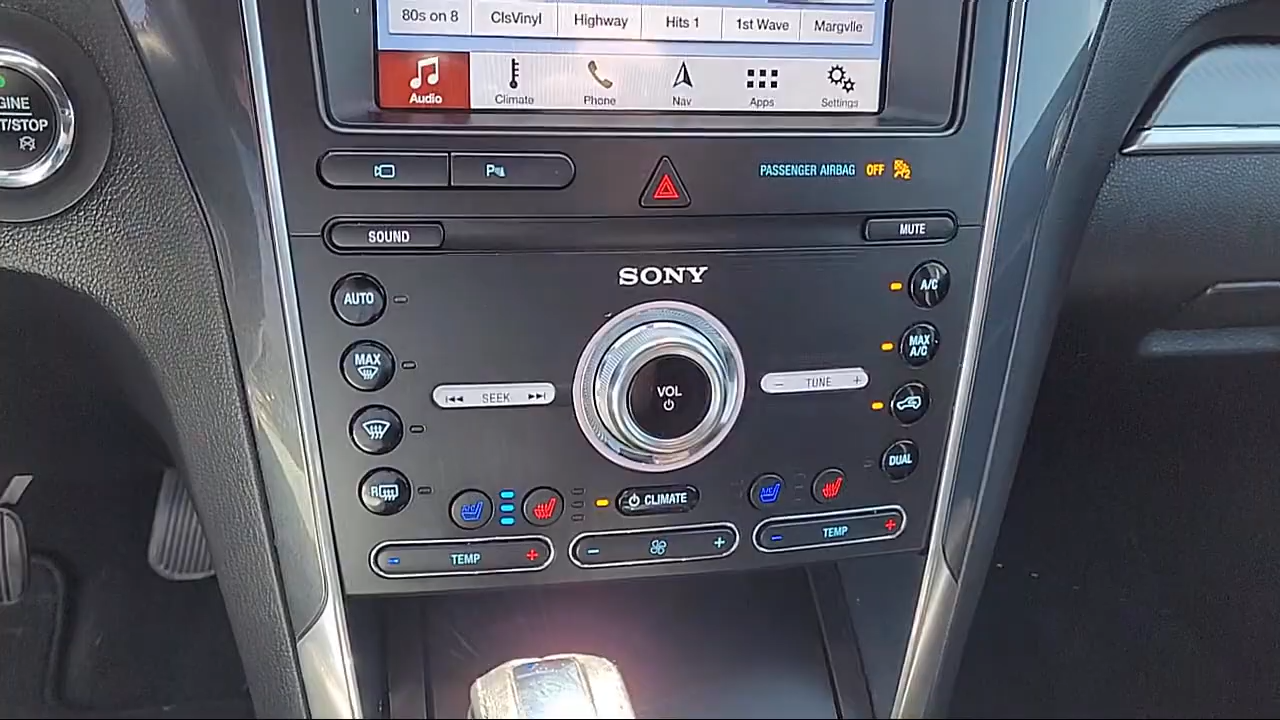 80s on 8 ClsVinyl Highway Hits 1 1st Wave Margvlle
Audio Climate Phone Nav Apps Settings
T/STOP
PASSENGER AIRBAG OFF
SOUND
MUTE
SONY
AUTO
A/C
MAX
MAX A/C
SEEK
VOL
TUNE
R
DUAL
CLIMATE
TEMP
TEMP